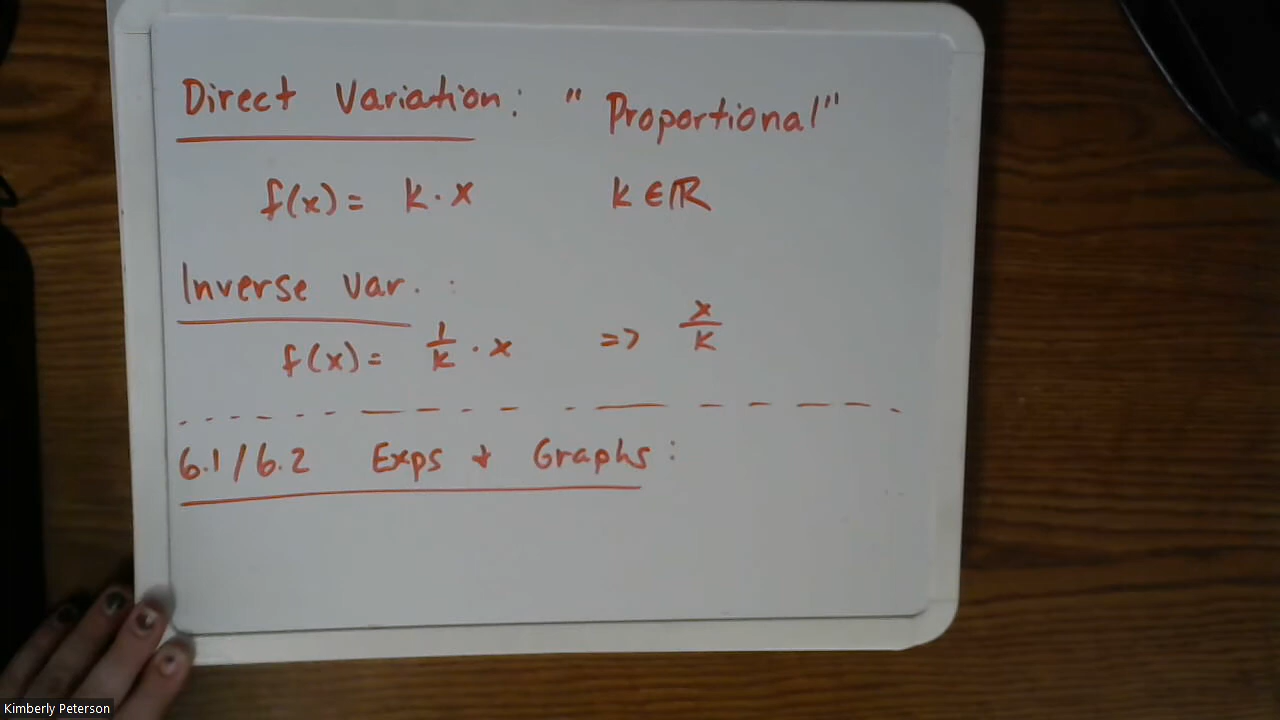 Direct Variation: "Proportional"
f(x) = k · x k ∈ ℝ
Inverse Var. :
f(x) = 1/k · x => x/k
6.1/6.2 Exps & Graphs:
Kimberly Peterson